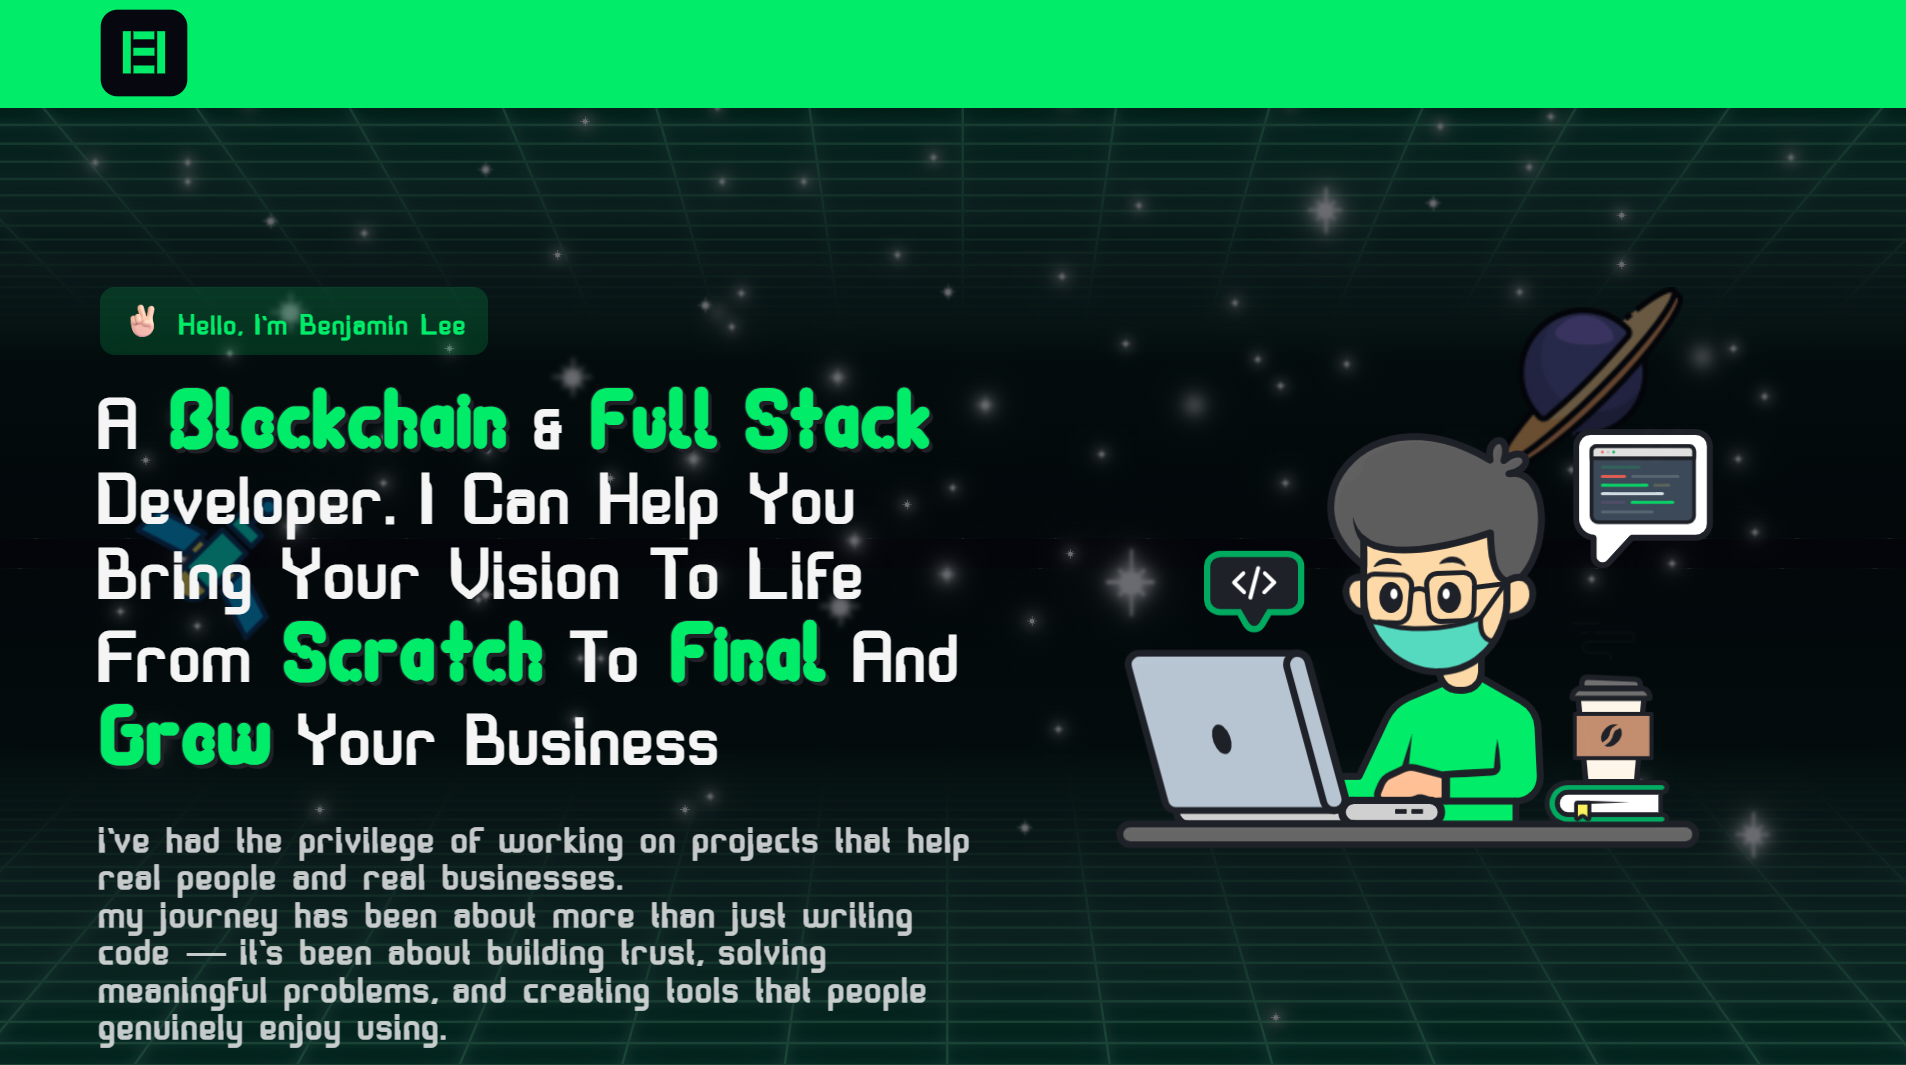 Hello, I'm Benjamin Lee
A Blockchain & Full Stack
Developer. I Can Help You
Bring Your Vision To Life
From Scratch To Final And
Grow Your Business
i've had the privilege of working on projects that help
real people and real businesses.
my journey has been about more than just writing
code — it's been about building trust, solving
meaningful problems, and creating tools that people
genuinely enjoy using.